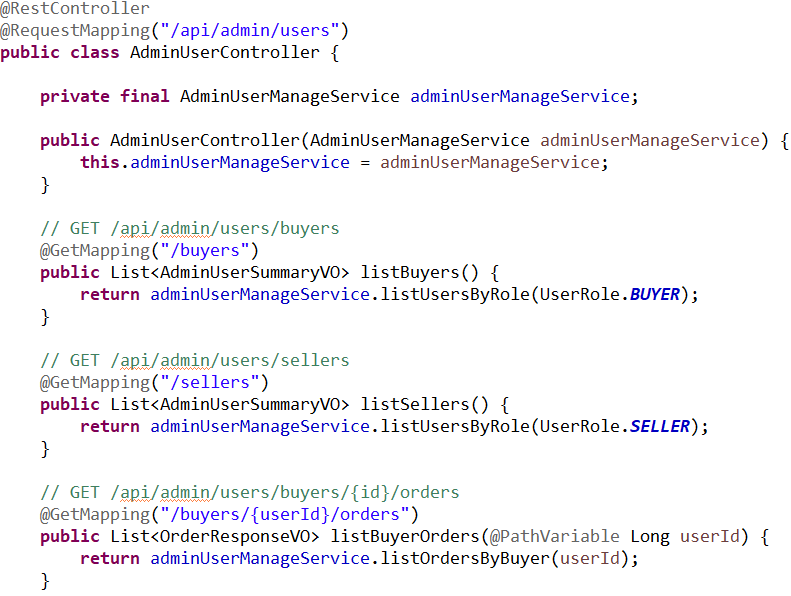 @RestController
@RequestMapping("/api/admin/users")
public class AdminUserController {
private final AdminUserManageService adminUserManageService;
public AdminUserController(AdminUserManageService adminUserManageService) {
this.adminUserManageService = adminUserManageService;
}
// GET /api/admin/users/buyers
@GetMapping("/buyers")
public List<AdminUserSummaryVO> listBuyers() {
return adminUserManageService.listUsersByRole(UserRole.BUYER);
}
// GET /api/admin/users/sellers
@GetMapping("/sellers")
public List<AdminUserSummaryVO> listSellers() {
return adminUserManageService.listUsersByRole(UserRole.SELLER);
}
// GET /api/admin/users/buyers/{id}/orders
@GetMapping("/buyers/{userId}/orders")
public List<OrderResponseVO> listBuyerOrders(@PathVariable Long userId) {
return adminUserManageService.listOrdersByBuyer(userId);
}